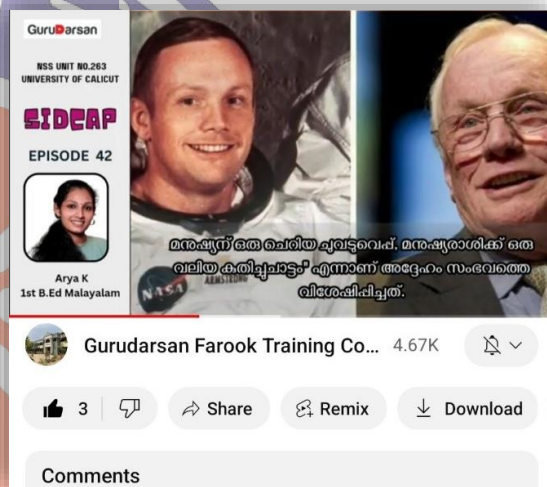 GuruDarsan
NSS UNIT NO.263
UNIVERSITY OF CALICUT
SIDCAP
EPISODE 42
Arya K
1st B.Ed Malayalam
ARMSTRONG
NASA
മനുഷ്യന് ഒരു ചെറിയ ചുവടുവെപ്പ്. മനുഷ്യരാശിക്ക് ഒരു
വലിയ കുതിച്ചുചാട്ടം" എന്നാണ് അദ്ദേഹം സംഭവത്തെ
വിശേഷിപ്പിച്ചത്.
Gurudarsan Farook Training Co... 4.67K
3 Share Remix Download
Comments